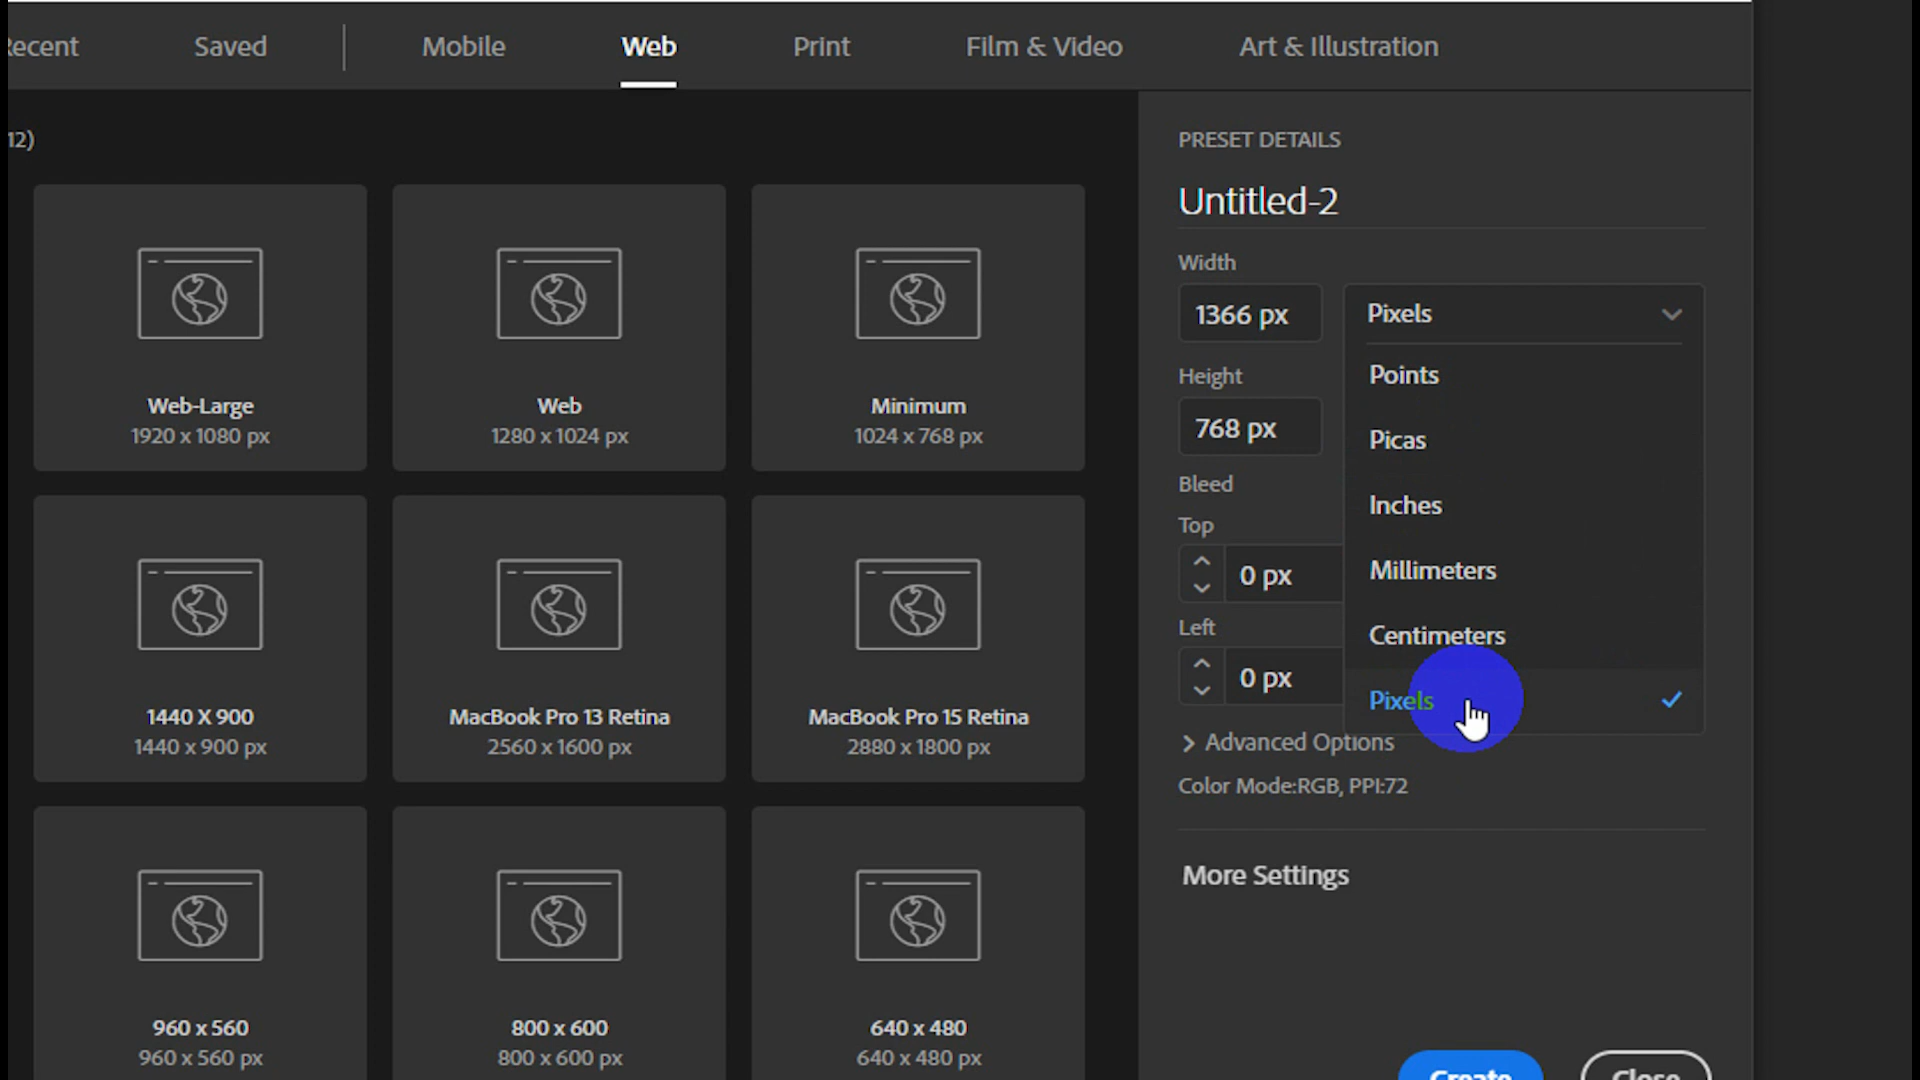 Recent Saved Mobile Web Print Film & Video Art & Illustration
12)
PRESET DETAILS
Untitled-2
Width
1366 px Pixels
Points
Height
Picas
768 px
Bleed
Inches
Top
0 px
Millimeters
Left
Centimeters
0 px
Pixels
Advanced Options
Color Mode:RGB, PPI:72
More Settings
Create Close
Web-Large
1920 x 1080 px
Web
1280 x 1024 px
Minimum
1024 x 768 px
1440 X 900
1440 x 900 px
MacBook Pro 13 Retina
2560 x 1600 px
MacBook Pro 15 Retina
2880 x 1800 px
960 x 560
960 x 560 px
800 x 600
800 x 600 px
640 x 480
640 x 480 px